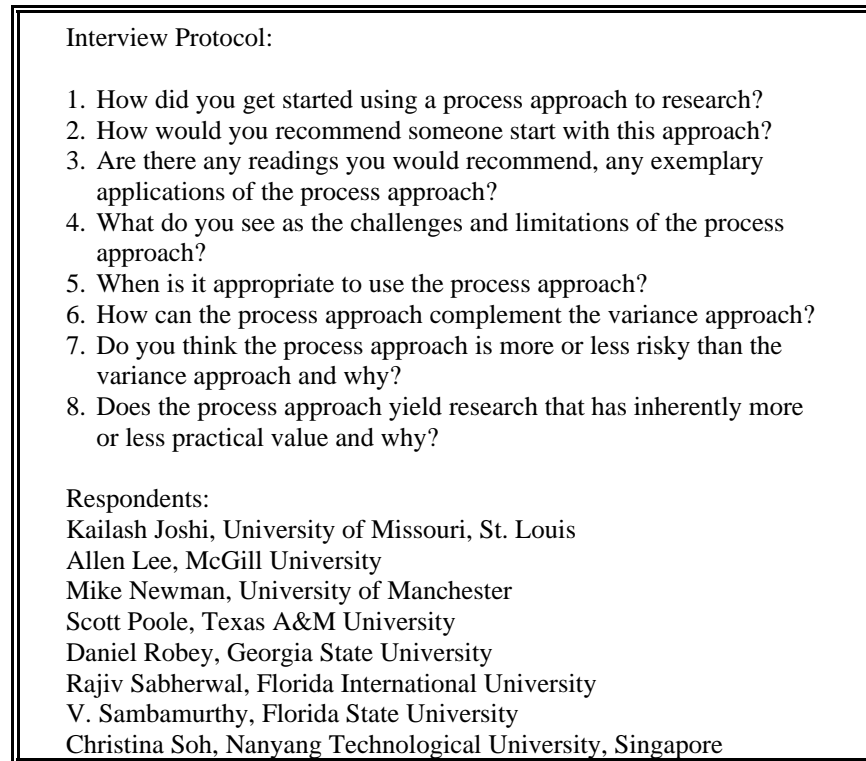 Interview Protocol:
1. How did you get started using a process approach to research?
2. How would you recommend someone start with this approach?
3. Are there any readings you would recommend, any exemplary
applications of the process approach?
4. What do you see as the challenges and limitations of the process
approach?
5. When is it appropriate to use the process approach?
6. How can the process approach complement the variance approach?
7. Do you think the process approach is more or less risky than the
variance approach and why?
8. Does the process approach yield research that has inherently more
or less practical value and why?
Respondents:
Kailash Joshi, University of Missouri, St. Louis
Allen Lee, McGill University
Mike Newman, University of Manchester
Scott Poole, Texas A&M University
Daniel Robey, Georgia State University
Rajiv Sabherwal, Florida International University
V. Sambamurthy, Florida State University
Christina Soh, Nanyang Technological University, Singapore